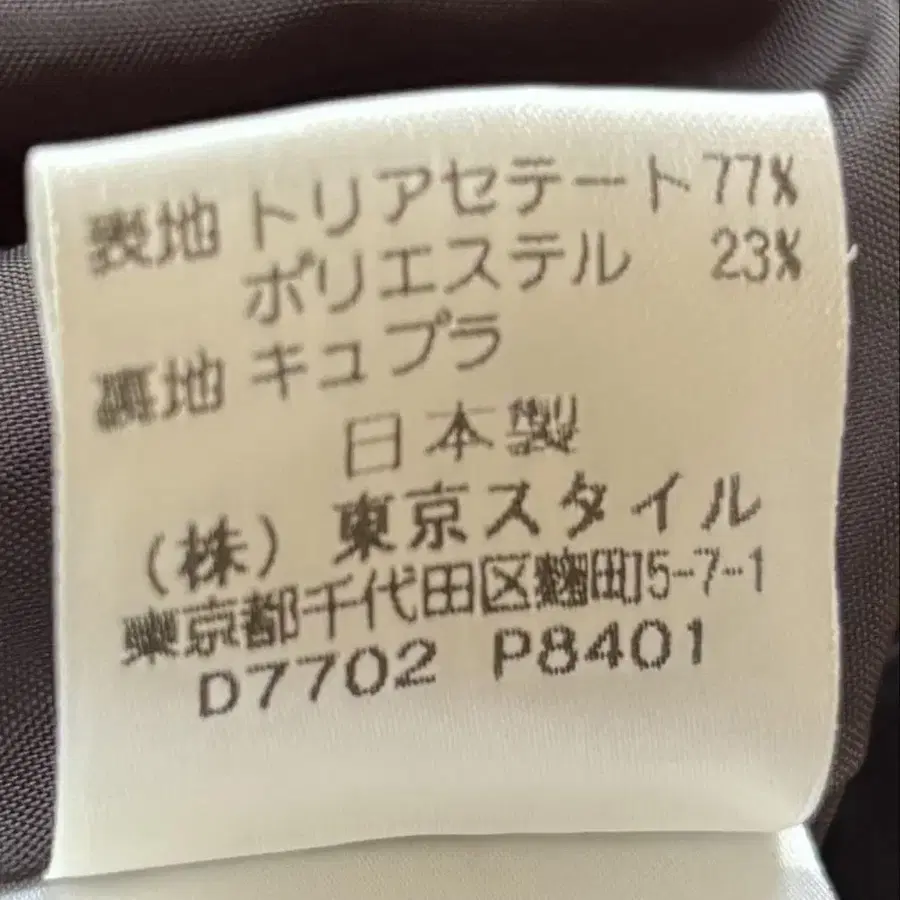 表地 トリアセテート 77%
ポリエステル 23%
裏地 キュプラ
日本製
(株) 東京スタイル
東京都千代田区麹町5-7-1
D7702 P8401